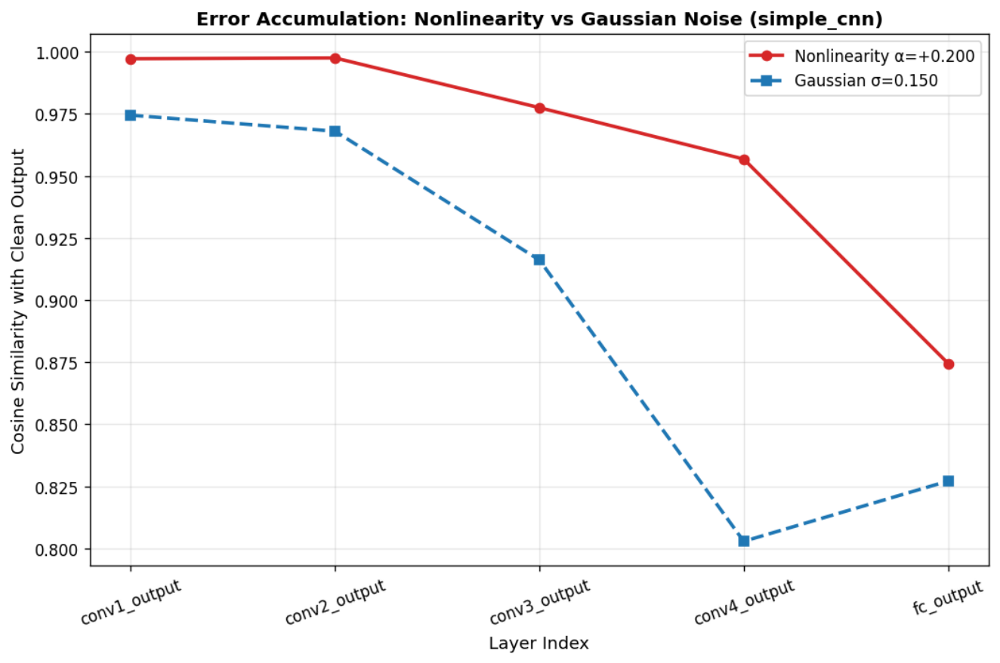 Error Accumulation: Nonlinearity vs Gaussian Noise (simple_cnn)
Nonlinearity α=+0.200
Gaussian σ=0.150
Cosine Similarity with Clean Output
1.000
0.975
0.950
0.925
0.900
0.875
0.850
0.825
0.800
conv1_output
conv2_output
conv3_output
conv4_output
fc_output
Layer Index